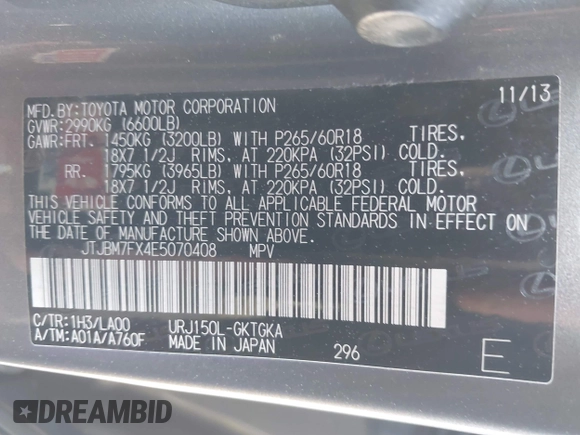 11/13
MFD.BY:TOYOTA MOTOR CORPORATION
GVWR:2990KG (6600LB)
GAWR:FRT. 1450KG (3200LB) WITH P265/60R18 TIRES,
18X7 1/2J RIMS, AT 220KPA (32PSI) COLD.
RR. 1795KG (3965LB) WITH P265/60R18 TIRES,
18X7 1/2J RIMS, AT 220KPA (32PSI) COLD.
THIS VEHICLE CONFORMS TO ALL APPLICABLE FEDERAL MOTOR
VEHICLE SAFETY AND THEFT PREVENTION STANDARDS IN EFFECT ON
THE DATE OF MANUFACTURE SHOWN ABOVE.
JTJBM7FX4E5070408 MPV
C/TR:1H3/LA00 URJ150L-GKTGKA
A/TM:A01A/A760F MADE IN JAPAN 296 E
DREAMBID